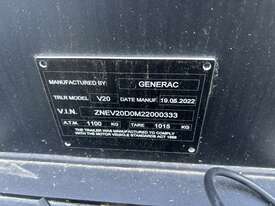 MANUFACTURED BY: GENERAC
TRLR MODEL V20 DATE MANUF 19.05.2022
V.I.N. ZNEV20D0M22000333
A.T.M. 1100 KG TARE 1015 KG
THE TRAILER WAS MANUFACTURED TO COMPLY
WITH THE MOTOR VEHICLE STANDARDS ACT 1989